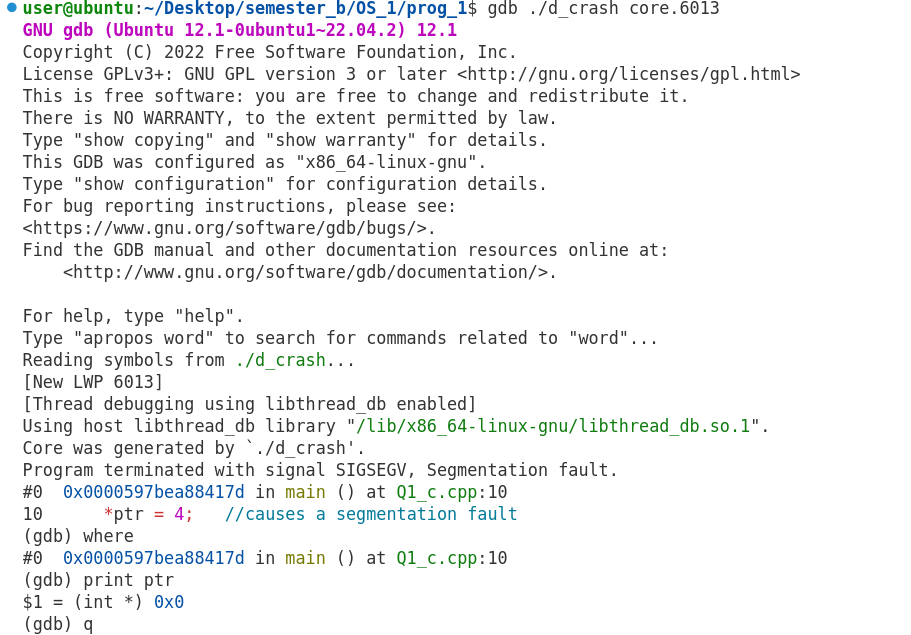 user@ubuntu:~/Desktop/semester_b/OS_1/prog_1$ gdb ./d_crash core.6013
GNU gdb (Ubuntu 12.1-0ubuntu1~22.04.2) 12.1
Copyright (C) 2022 Free Software Foundation, Inc.
License GPLv3+: GNU GPL version 3 or later <http://gnu.org/licenses/gpl.html>
This is free software: you are free to change and redistribute it.
There is NO WARRANTY, to the extent permitted by law.
Type "show copying" and "show warranty" for details.
This GDB was configured as "x86_64-linux-gnu".
Type "show configuration" for configuration details.
For bug reporting instructions, please see:
<https://www.gnu.org/software/gdb/bugs/>.
Find the GDB manual and other documentation resources online at:
    <http://www.gnu.org/software/gdb/documentation/>.

For help, type "help".
Type "apropos word" to search for commands related to "word"...
Reading symbols from ./d_crash...
[New LWP 6013]
[Thread debugging using libthread_db enabled]
Using host libthread_db library "/lib/x86_64-linux-gnu/libthread_db.so.1".
Core was generated by `./d_crash'.
Program terminated with signal SIGSEGV, Segmentation fault.
#0  0x0000597bea88417d in main () at Q1_c.cpp:10
10      *ptr = 4;   //causes a segmentation fault
(gdb) where
#0  0x0000597bea88417d in main () at Q1_c.cpp:10
(gdb) print ptr
$1 = (int *) 0x0
(gdb) q